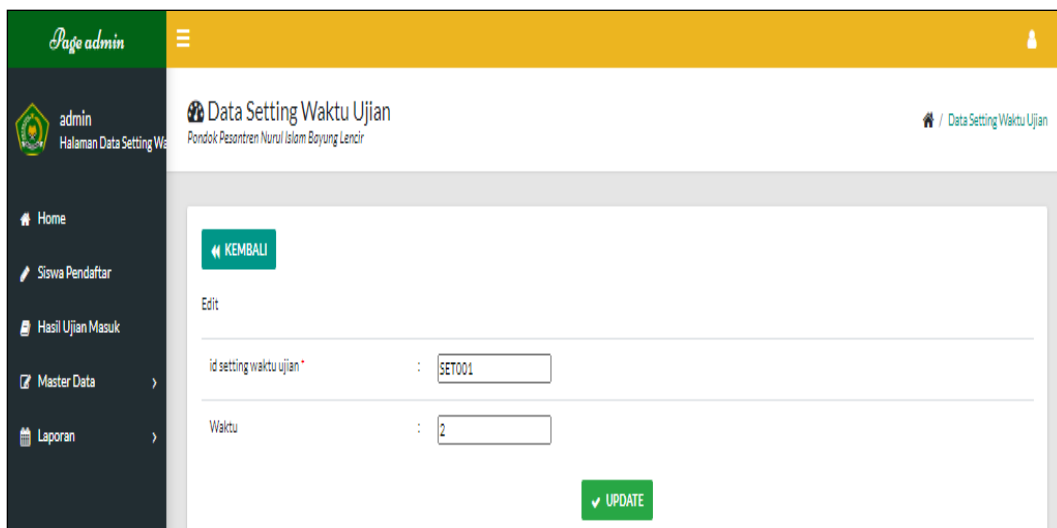 Page admin
admin
Halaman Data Setting Wa
Home
Siswa Pendaftar
Hasil Ujian Masuk
Master Data
Laporan
Data Setting Waktu Ujian
Pondok Pesantren Nurul Islam Bayung Lencir
/ Data Setting Waktu Ujian
KEMBALI
Edit
id setting waktu ujian * : SET001
Waktu : 2
UPDATE